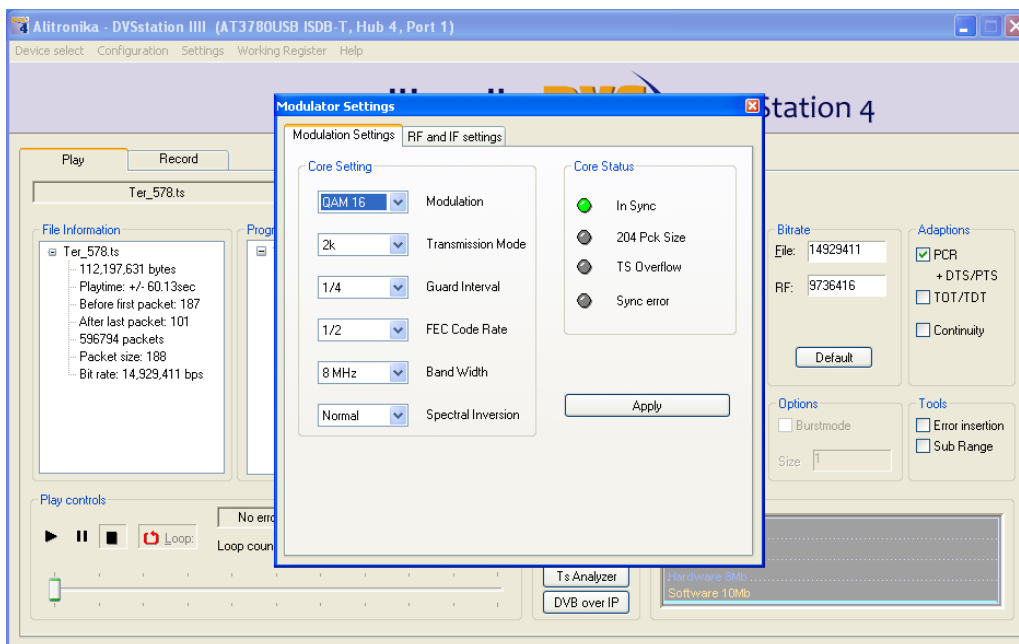 Alitronika - DVSstation IIII (AT3780USB ISDB-T, Hub 4, Port 1)
Device select Configuration Settings Working Register Help
Station 4
Play Record
Ter_578.ts
File Information
Ter_578.ts
112,197,631 bytes
Playtime: +/- 60.13sec
Before first packet: 187
After last packet: 101
596794 packets
Packet size: 188
Bit rate: 14,929,411 bps
Modulator Settings
Modulation Settings RF and IF settings
Core Setting
QAM 16 Modulation
2k Transmission Mode
1/4 Guard Interval
1/2 FEC Code Rate
8 MHz Band Width
Normal Spectral Inversion
Core Status
In Sync
204 Pck Size
TS Overflow
Sync error
Apply
Bitrate
File: 14929411
RF: 9736416
Default
Adaptions
PCR
+ DTS/PTS
TOT/TDT
Continuity
Options
Burstmode
Size 1
Tools
Error insertion
Sub Range
Play controls
Loop:
No erro
Loop coun
Ts Analyzer
DVB over IP
Hardware 8Mb
Software 10Mb